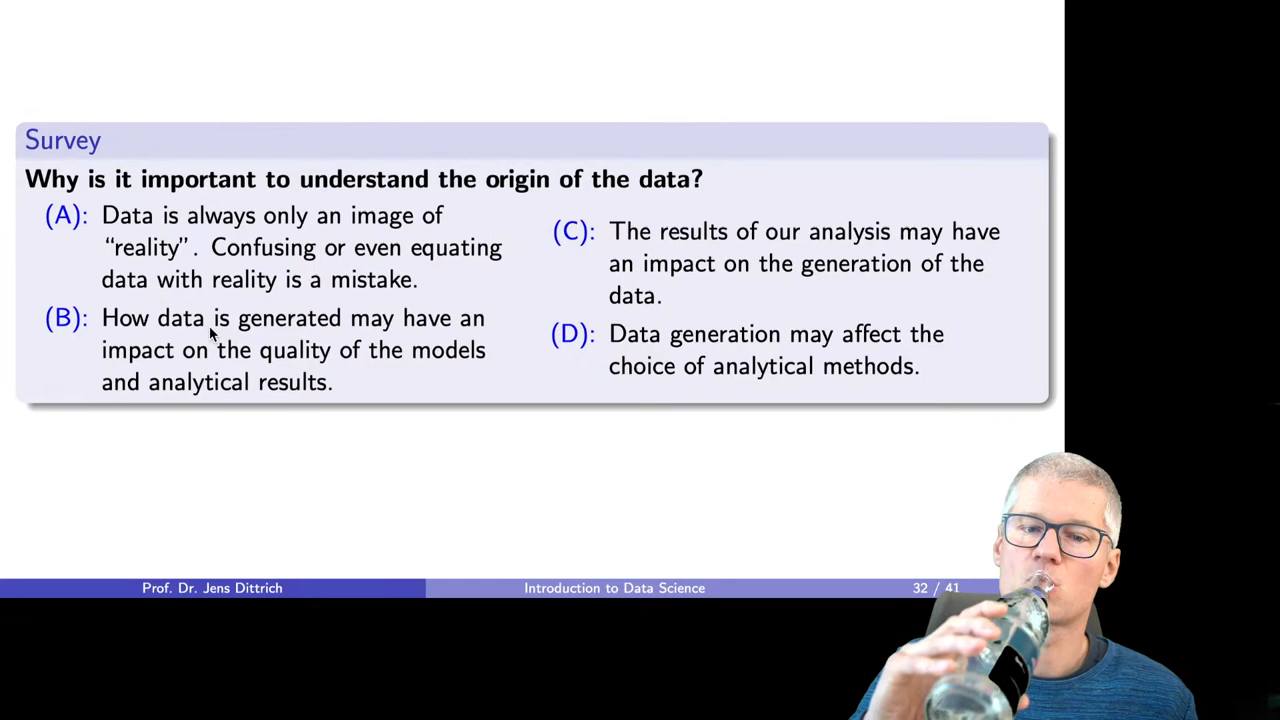 Survey
Why is it important to understand the origin of the data?
(A): Data is always only an image of
“reality”. Confusing or even equating
data with reality is a mistake.
(B): How data is generated may have an
impact on the quality of the models
and analytical results.
(C): The results of our analysis may have
an impact on the generation of the
data.
(D): Data generation may affect the
choice of analytical methods.
Prof. Dr. Jens Dittrich
Introduction to Data Science
32 / 41